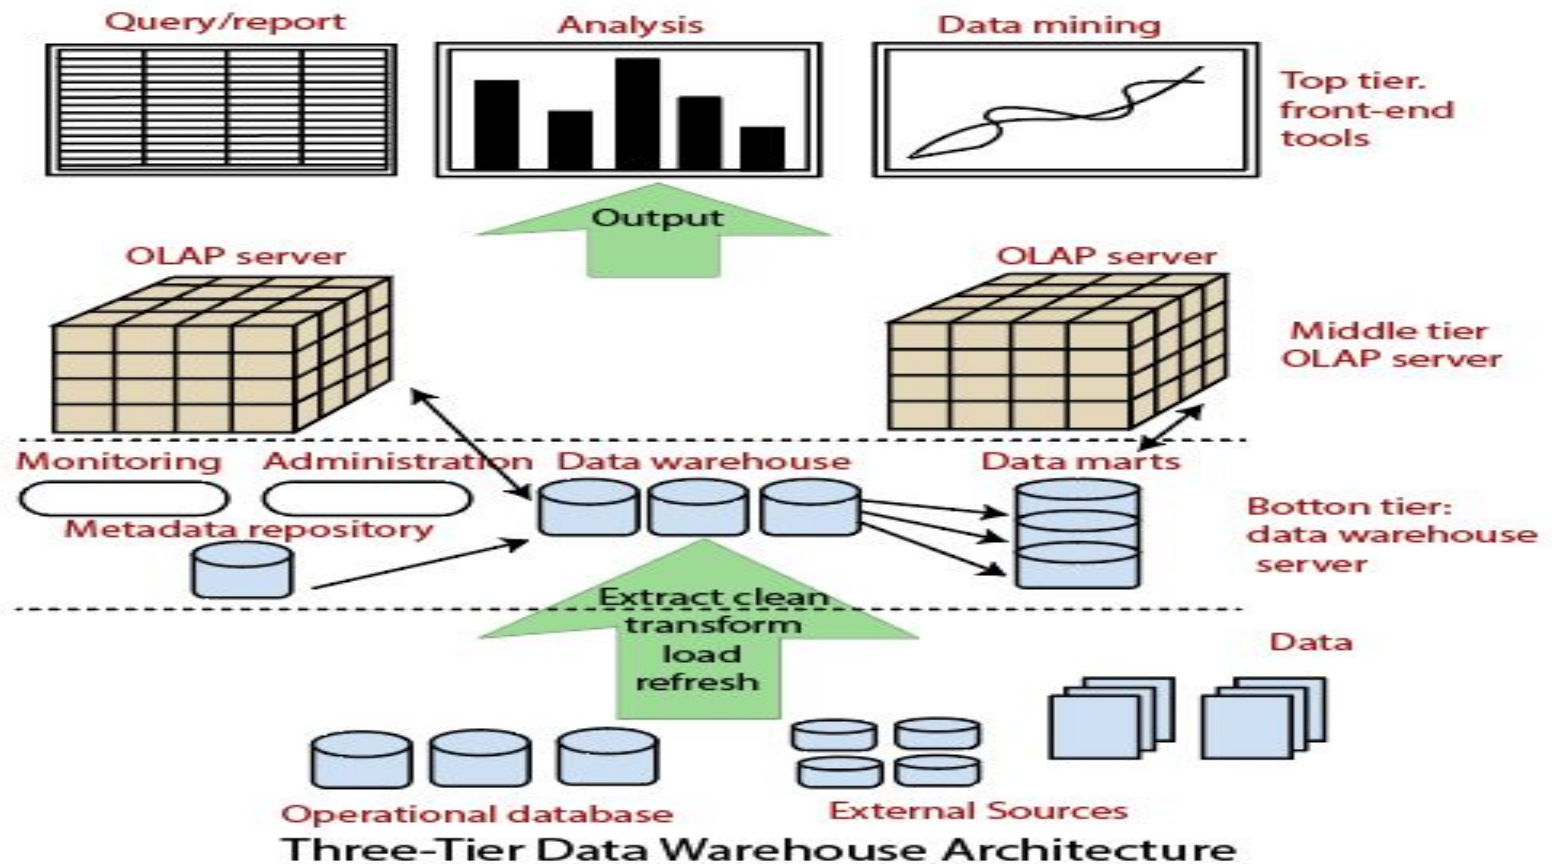 Query/report
Analysis
Data mining
Top tier.
front-end
tools
Output
OLAP server
OLAP server
Middle tier
OLAP server
Monitoring
Administration
Data warehouse
Data marts
Metadata repository
Botton tier:
data warehouse
server
Extract clean
transform
load
refresh
Data
Operational database
External Sources
Three-Tier Data Warehouse Architecture